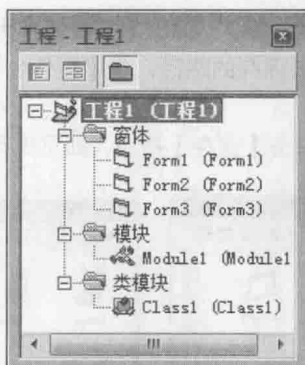 工程 - 工程1
工程1 (工程1)
窗体
Form1 (Form1)
Form2 (Form2)
Form3 (Form3)
模块
Module1 (Module1
类模块
Class1 (Class1)